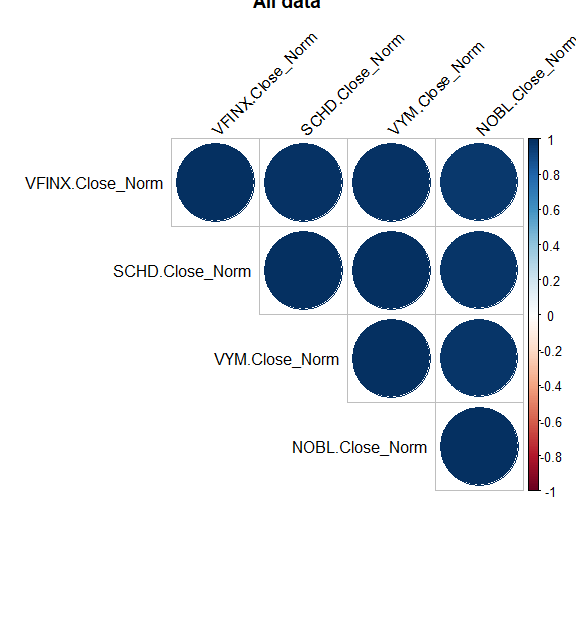 All data
VFINX.Close_Norm
SCHD.Close_Norm
VYM.Close_Norm
NOBL.Close_Norm
VFINX.Close_Norm
SCHD.Close_Norm
VYM.Close_Norm
NOBL.Close_Norm
1
0.8
0.6
0.4
0.2
0
-0.2
-0.4
-0.6
-0.8
-1